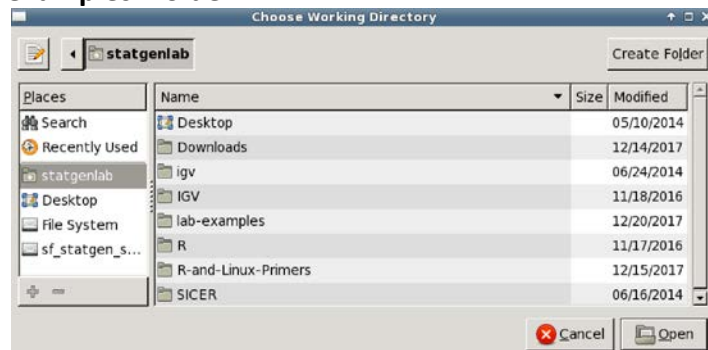 Choose Working Directory
statgenlab
Create Folder
Places
Name Size Modified
Search
Desktop 05/10/2014
Recently Used
Downloads 12/14/2017
statgenlab
igv 06/24/2014
Desktop
IGV 11/18/2016
File System
lab-examples 12/20/2017
sf_statgen_s...
R 11/17/2016
R-and-Linux-Primers 12/15/2017
SICER 06/16/2014
Cancel Open